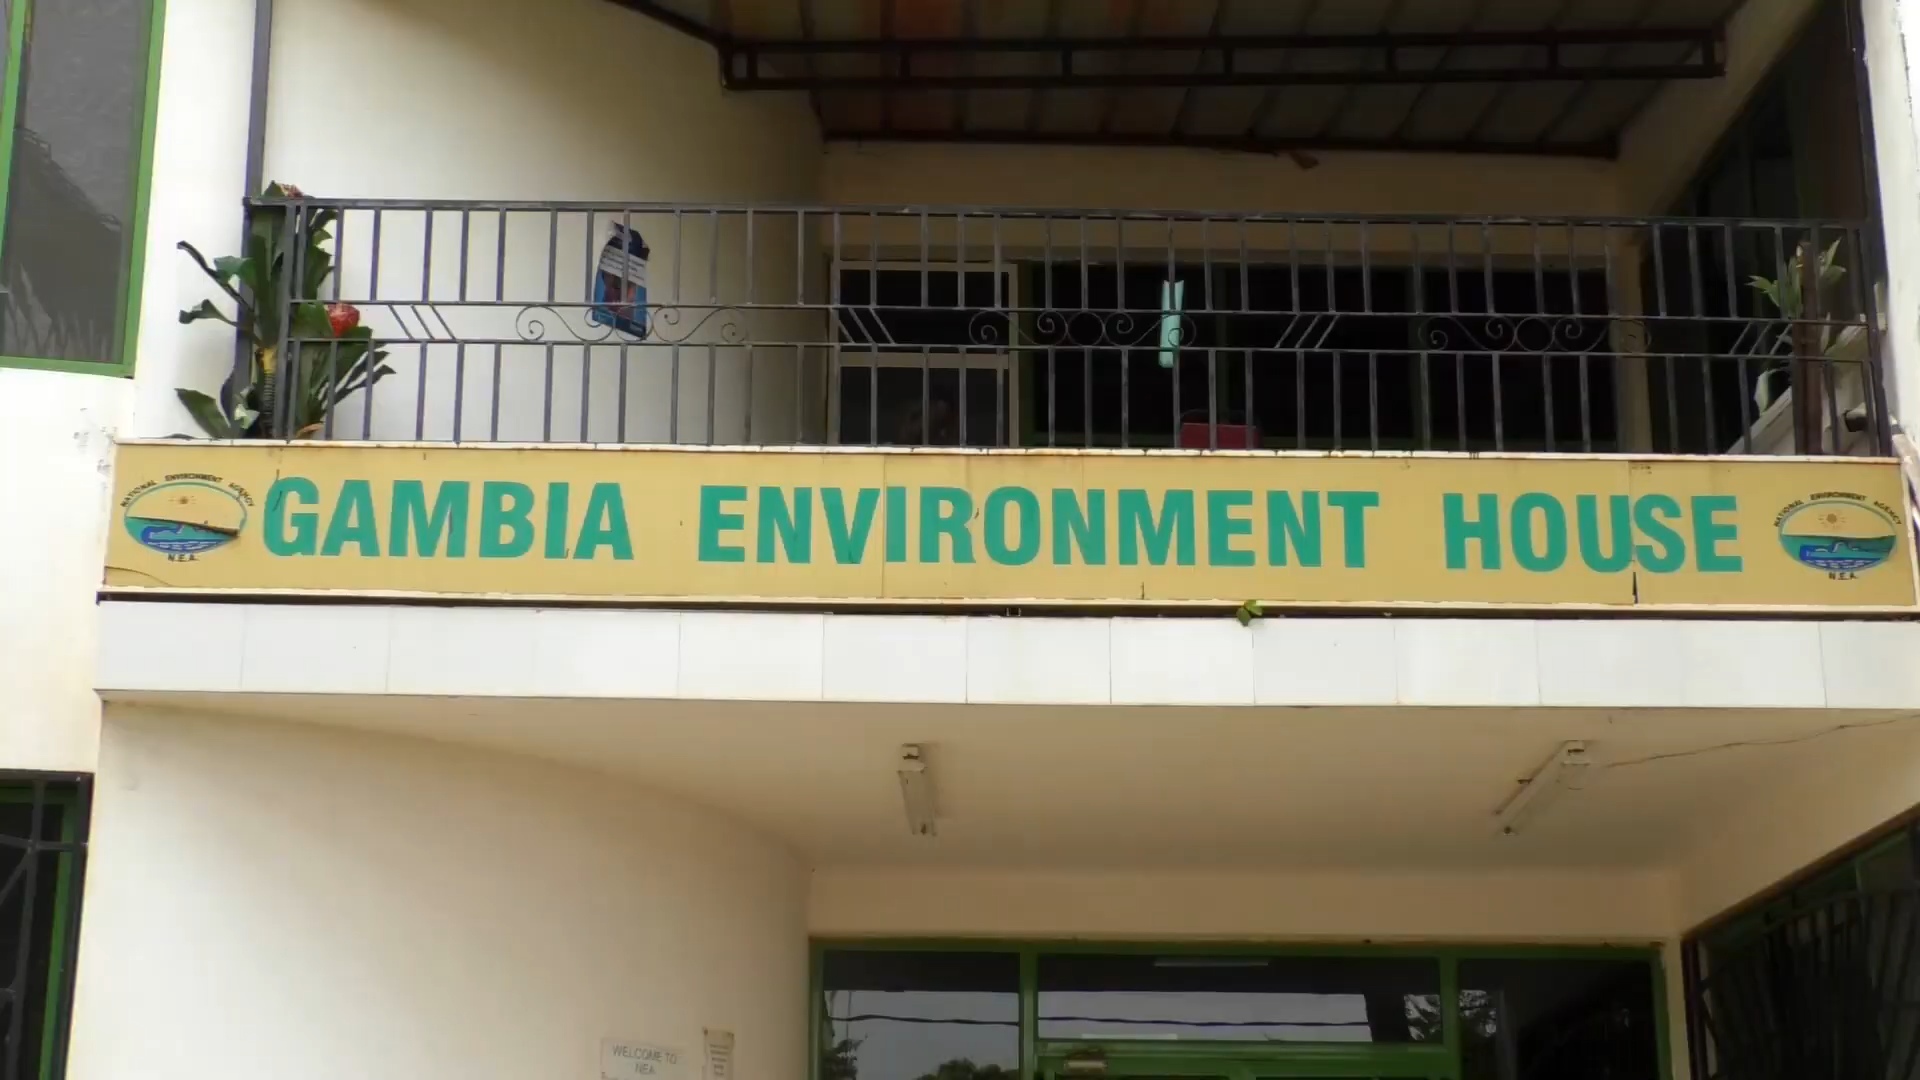 NATIONAL ENVIRONMENT AGENCY
N.E.A.
GAMBIA ENVIRONMENT HOUSE
NATIONAL ENVIRONMENT AGENCY
N.E.A.
WELCOME TO
NEA